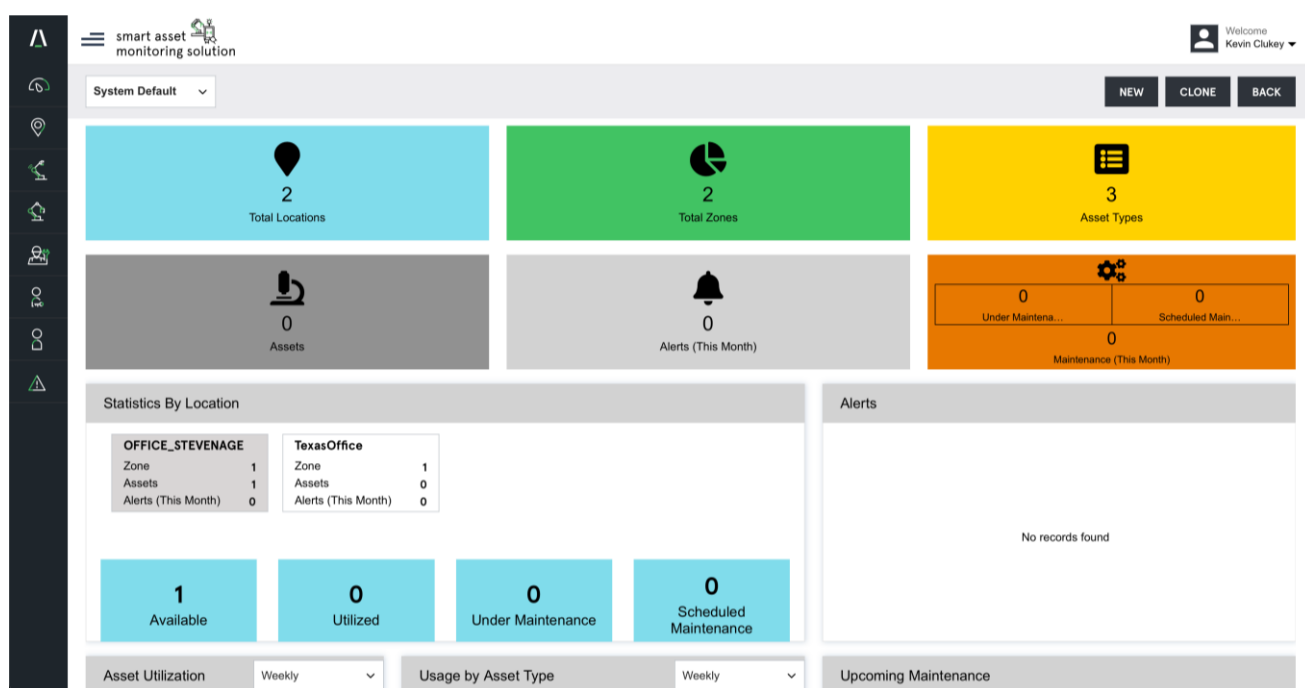 smart asset
monitoring solution
Welcome
Kevin Clukey
System Default
NEW CLONE BACK
2
Total Locations
2
Total Zones
3
Asset Types
0
Assets
0
Alerts (This Month)
0
Under Maintena...
0
Scheduled Main...
0
Maintenance (This Month)
Statistics By Location
OFFICE_STEVENAGE
Zone 1
Assets 1
Alerts (This Month) 0
TexasOffice
Zone 1
Assets 0
Alerts (This Month) 0
1
Available
0
Utilized
0
Under Maintenance
0
Scheduled
Maintenance
Alerts
No records found
Asset Utilization Weekly
Usage by Asset Type Weekly
Upcoming Maintenance